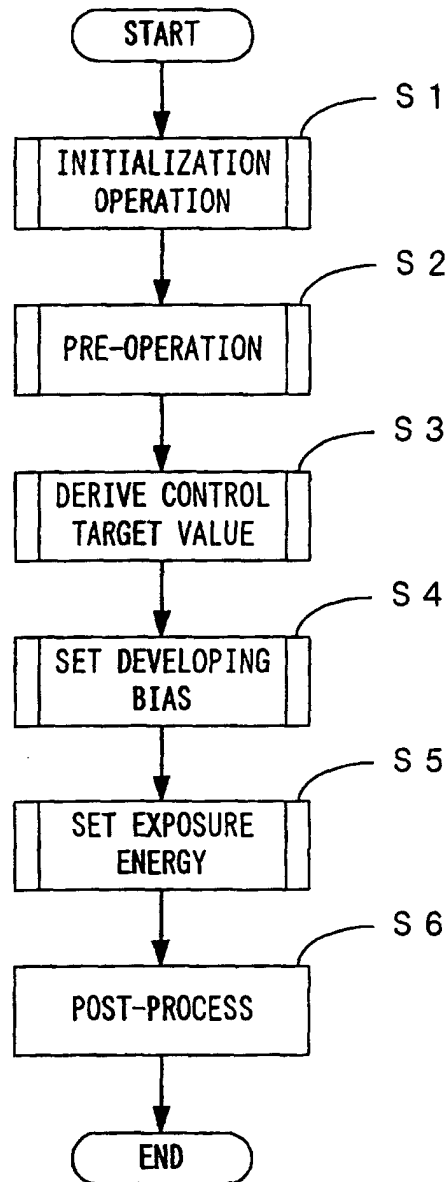 START
S 1
INITIALIZATION
OPERATION
S 2
PRE-OPERATION
S 3
DERIVE CONTROL
TARGET VALUE
S 4
SET DEVELOPING
BIAS
S 5
SET EXPOSURE
ENERGY
S 6
POST-PROCESS
END